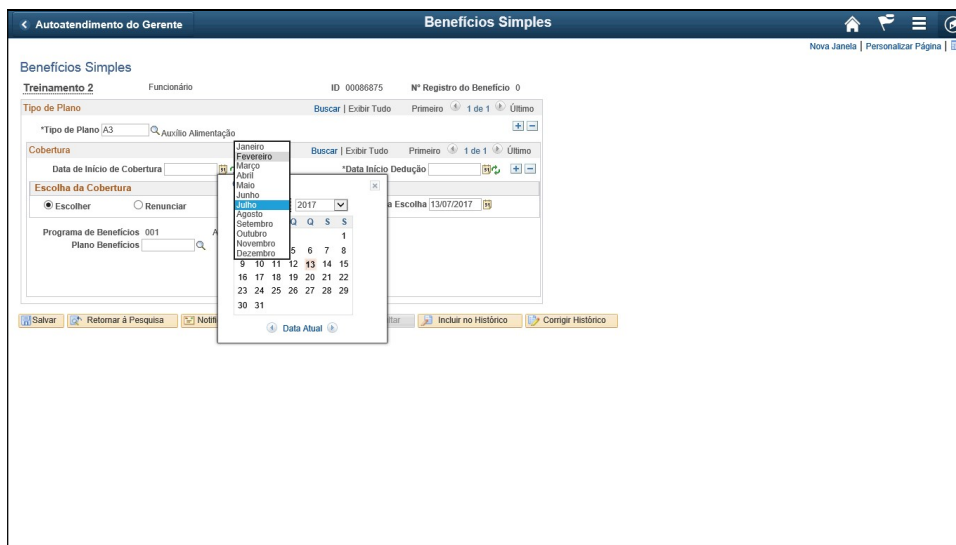 Autoatendimento do Gerente Benefícios Simples
Nova Janela | Personalizar Página |
Benefícios Simples
Treinamento 2 Funcionário ID 00086875 Nº Registro do Benefício 0
Tipo de Plano Buscar | Exibir Tudo Primeiro 1 de 1 Último
*Tipo de Plano A3 Auxílio Alimentação
Cobertura Buscar | Exibir Tudo Primeiro 1 de 1 Último
Data de Início de Cobertura *Data Início Dedução
Escolha da Cobertura
Escolher Renunciar a Escolha 13/07/2017
Programa de Benefícios 001 A
Plano Benefícios
Janeiro
Fevereiro
Março
Abril
Maio
Junho
Julho
Agosto
Setembro
Outubro
Novembro
Dezembro
2017
Q Q S S
1
5 6 7 8
9 10 11 12 13 14 15
16 17 18 19 20 21 22
23 24 25 26 27 28 29
30 31
Data Atual
Salvar Retornar à Pesquisa Notifi Incluir no Histórico Corrigir Histórico